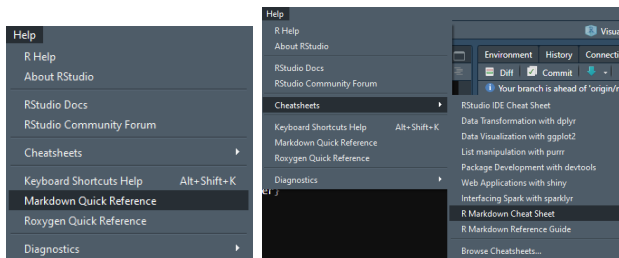 Help
R Help
About RStudio
RStudio Docs
RStudio Community Forum
Cheatsheets
Keyboard Shortcuts Help Alt+Shift+K
Markdown Quick Reference
Roxygen Quick Reference
Diagnostics
Help
R Help
About RStudio
RStudio Docs
RStudio Community Forum
Cheatsheets
Keyboard Shortcuts Help Alt+Shift+K
Markdown Quick Reference
Roxygen Quick Reference
Diagnostics
R Visua
Environment History Connecti
Diff Commit
Your branch is ahead of 'origin/r
RStudio IDE Cheat Sheet
Data Transformation with dplyr
Data Visualization with ggplot2
List manipulation with purrr
Package Development with devtools
Web Applications with shiny
Interfacing Spark with sparklyr
R Markdown Cheat Sheet
R Markdown Reference Guide
Browse Cheatsheets...